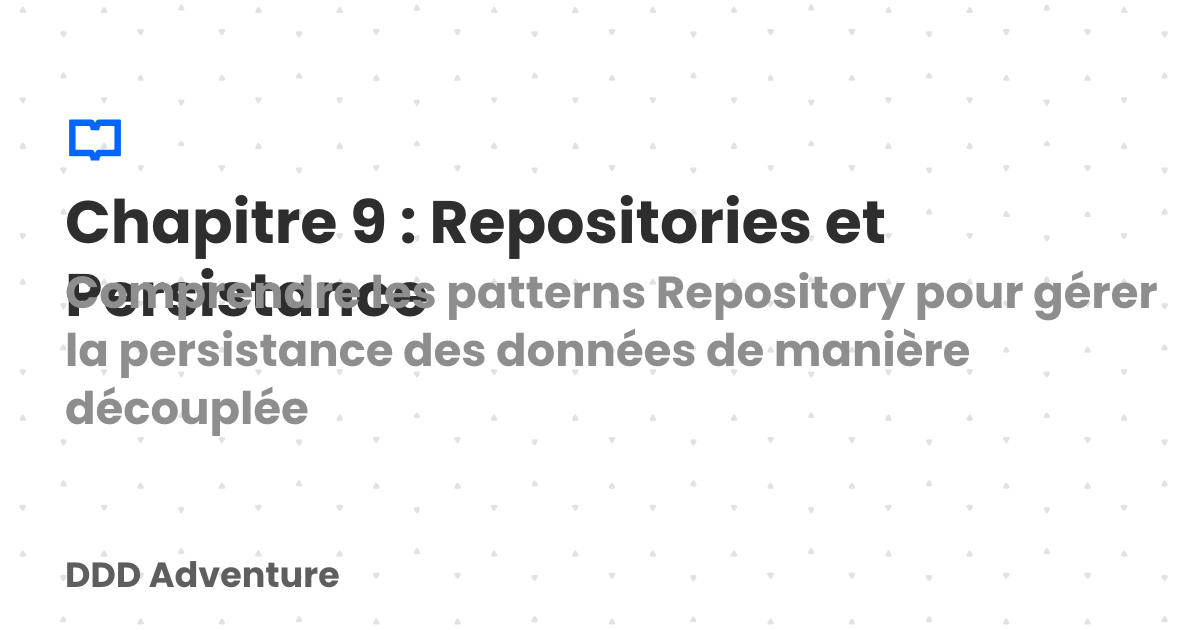 Chapitre 9 : Repositories et
Persistance
Comprendre les patterns Repository pour gérer
la persistance des données de manière
découplée
DDD Adventure